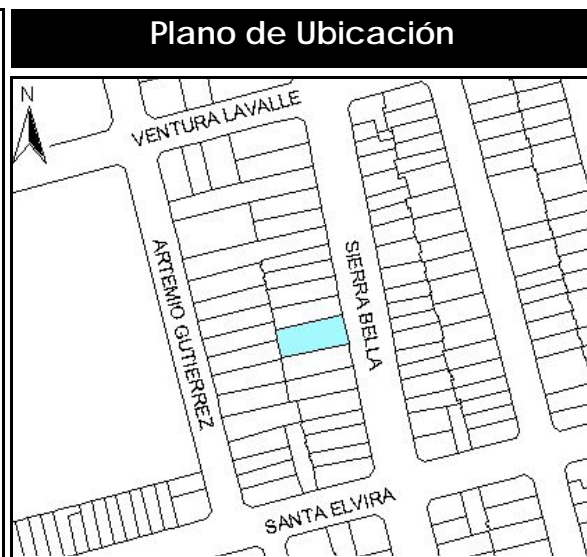 Plano de Ubicación
N
VENTURA LAVALLE
ARTEMIO GUTIERREZ
SIERRA BELLA
SANTA ELVIRA